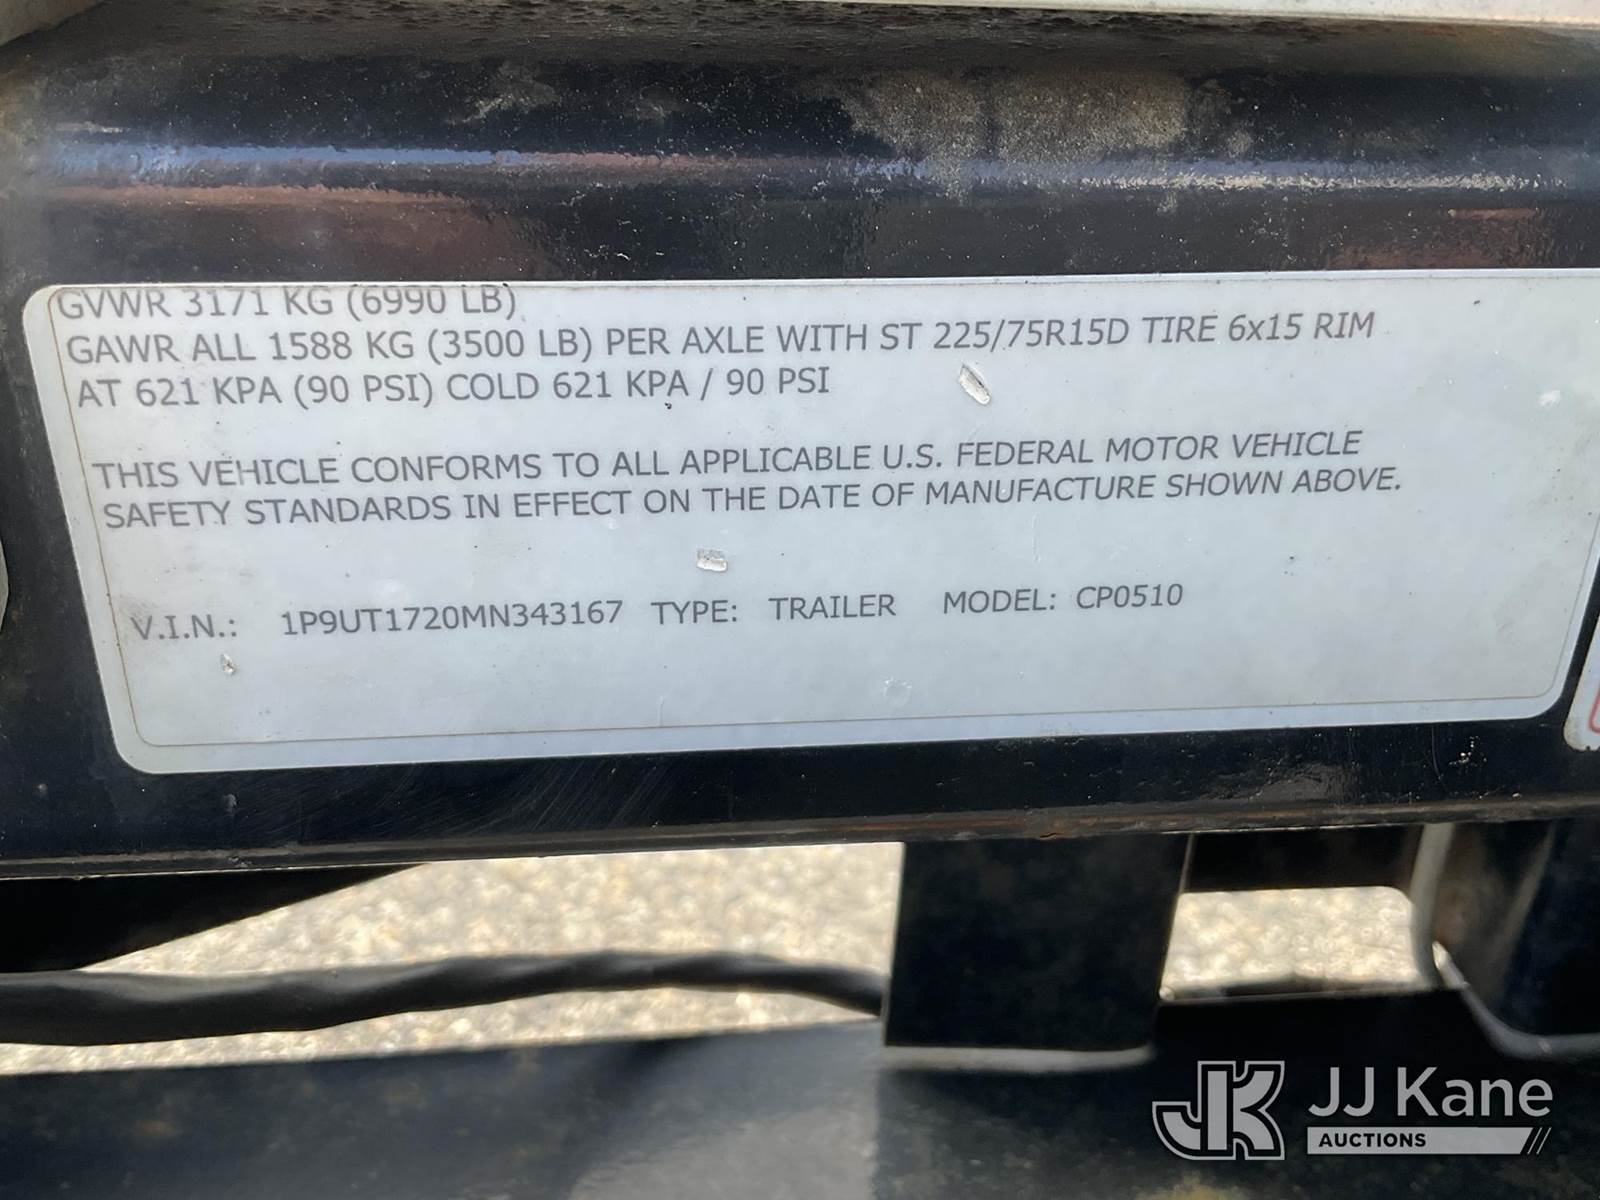 GVWR 3171 KG (6990 LB)
GAWR ALL 1588 KG (3500 LB) PER AXLE WITH ST 225/75R15D TIRE 6x15 RIM
AT 621 KPA (90 PSI) COLD 621 KPA / 90 PSI
THIS VEHICLE CONFORMS TO ALL APPLICABLE U.S. FEDERAL MOTOR VEHICLE
SAFETY STANDARDS IN EFFECT ON THE DATE OF MANUFACTURE SHOWN ABOVE.
V.I.N.: 1P9UT1720MN343167 TYPE: TRAILER MODEL: CP0510
JK JJ Kane
AUCTIONS